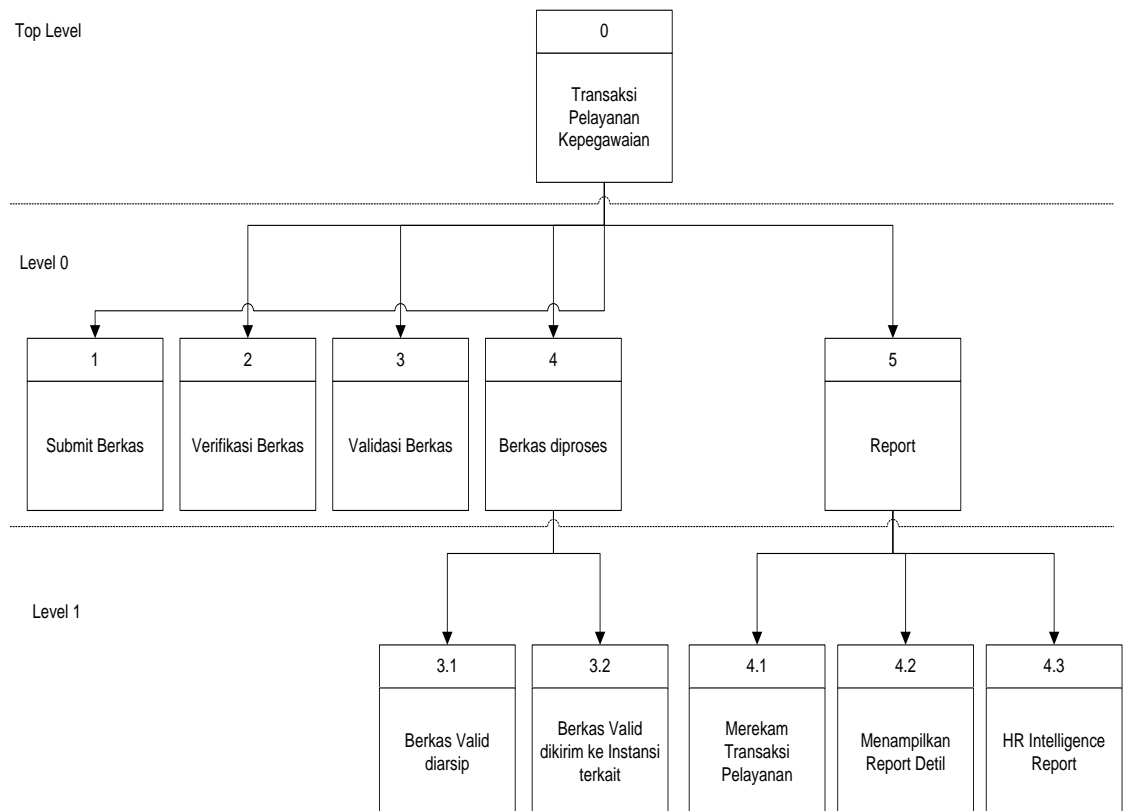 Top Level
0
Transaksi
Pelayanan
Kepegawaian
Level 0
1
Submit Berkas
2
Verifikasi Berkas
3
Validasi Berkas
4
Berkas diproses
5
Report
Level 1
3.1
Berkas Valid
diarsip
3.2
Berkas Valid
dikirim ke Instansi
terkait
4.1
Merekam
Transaksi
Pelayanan
4.2
Menampilkan
Report Detil
4.3
HR Intelligence
Report